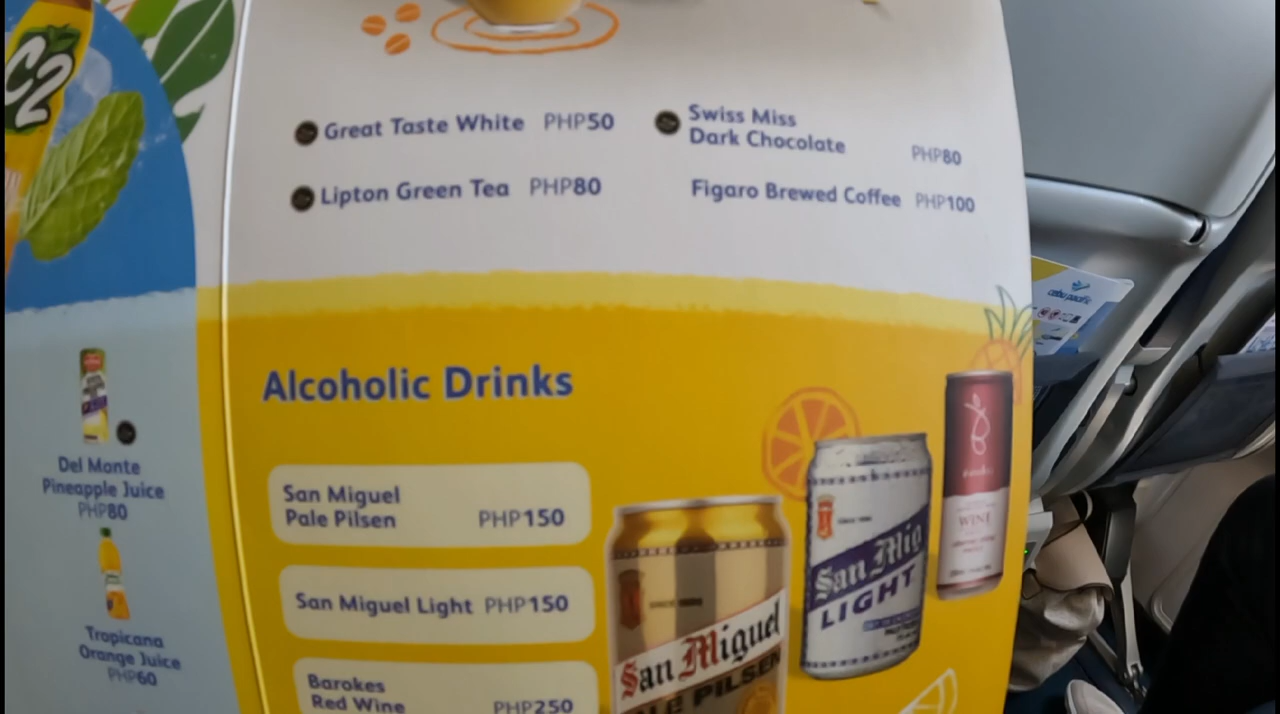 C2
Great Taste White PHP50
Lipton Green Tea PHP80
Swiss Miss
Dark Chocolate
PHP80
Figaro Brewed Coffee PHP100
Alcoholic Drinks
San Miguel
Pale Pilsen PHP150
San Miguel Light PHP150
Barokes
Red Wine PHP250
Del Monte
Pineapple Juice
PHP80
Tropicana
Orange Juice
PHP60
San Miguel
PALE PILSEN
San Mig
LIGHT
WINE
cebu pacific